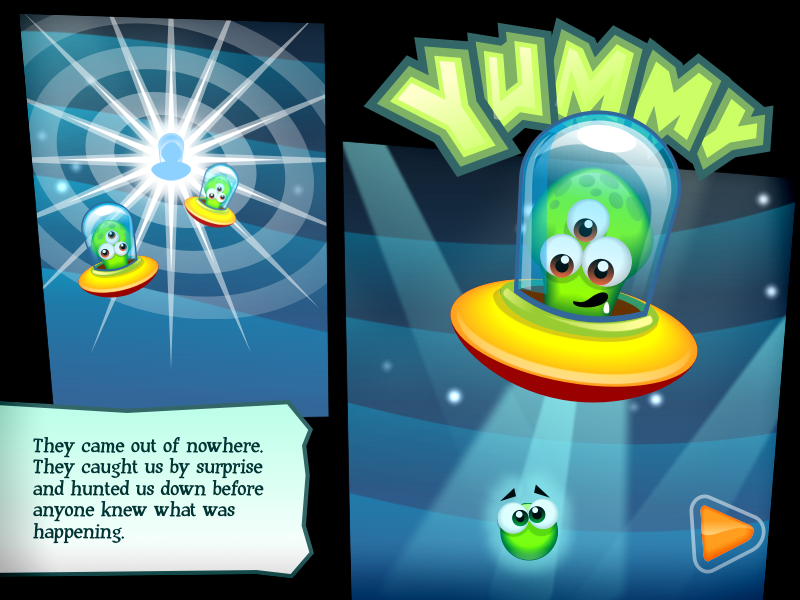 YUMMY
They came out of nowhere.
They caught us by surprise
and hunted us down before
anyone knew what was
happening.